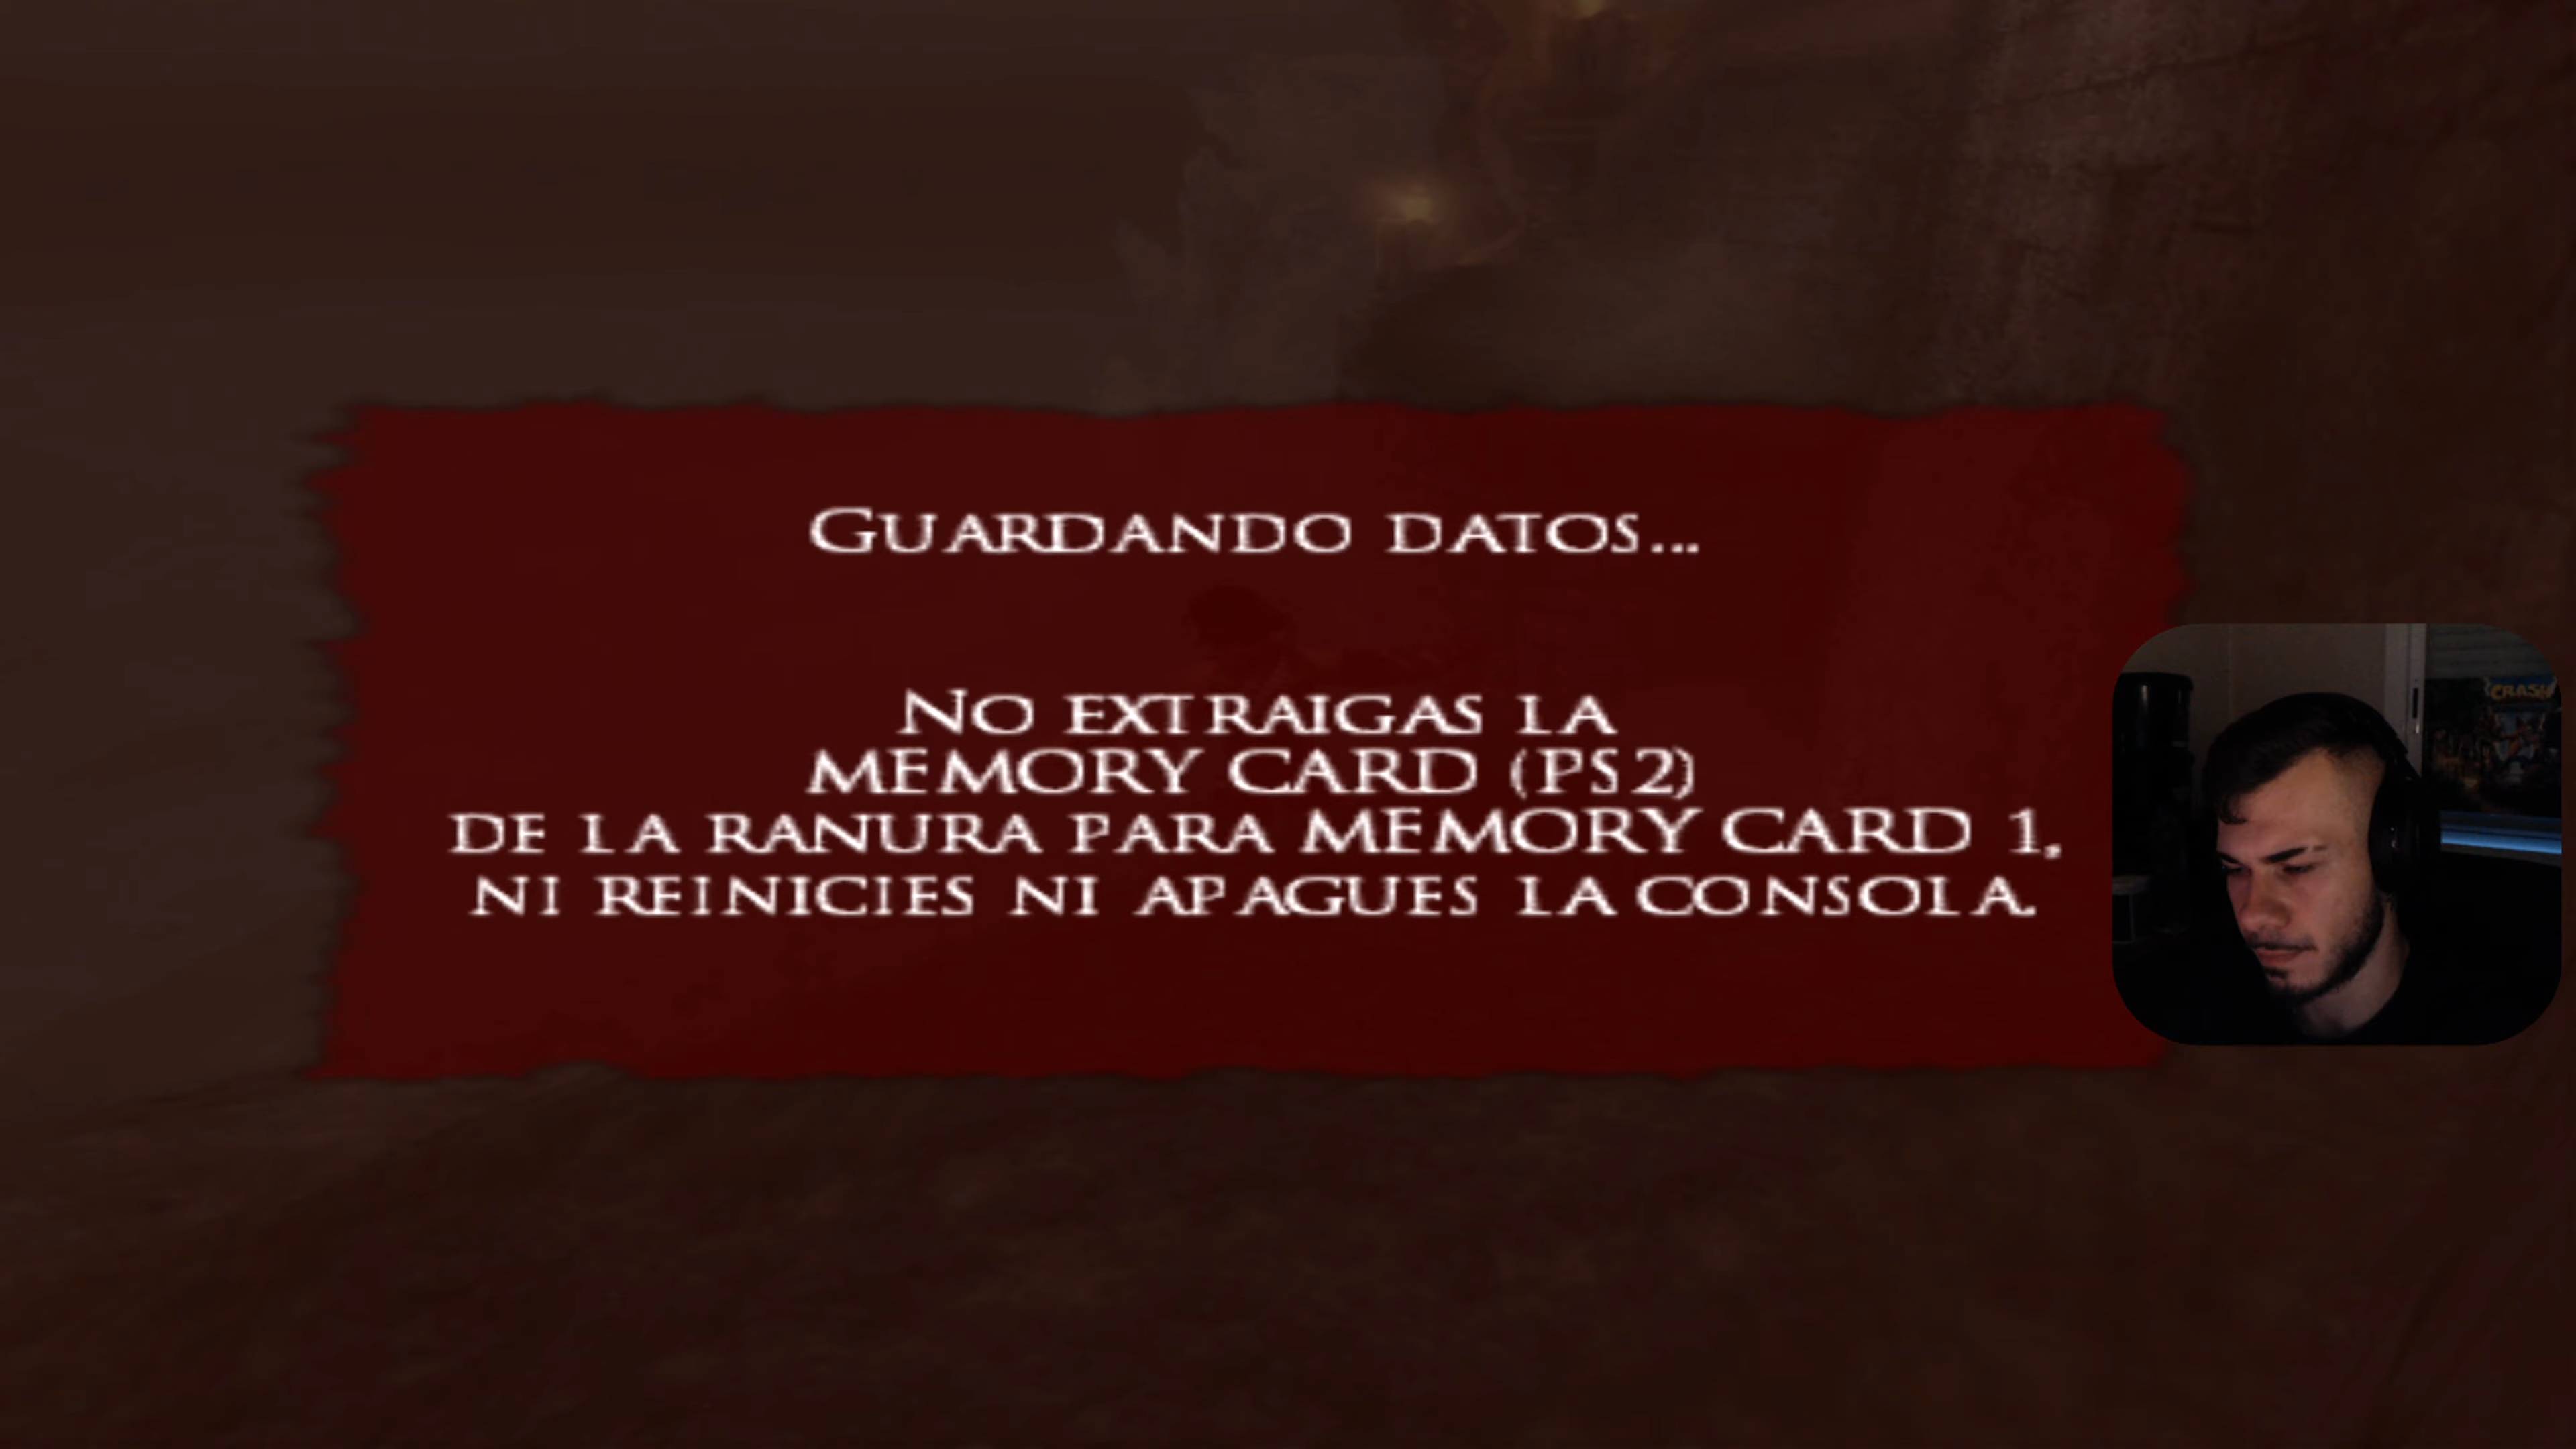 GUARDANDO DATOS...
NO EXTRAIGAS LA
MEMORY CARD (PS2)
DE LA RANURA PARA MEMORY CARD 1,
NI REINICIES NI APAGUES LA CONSOLA.
CRASH